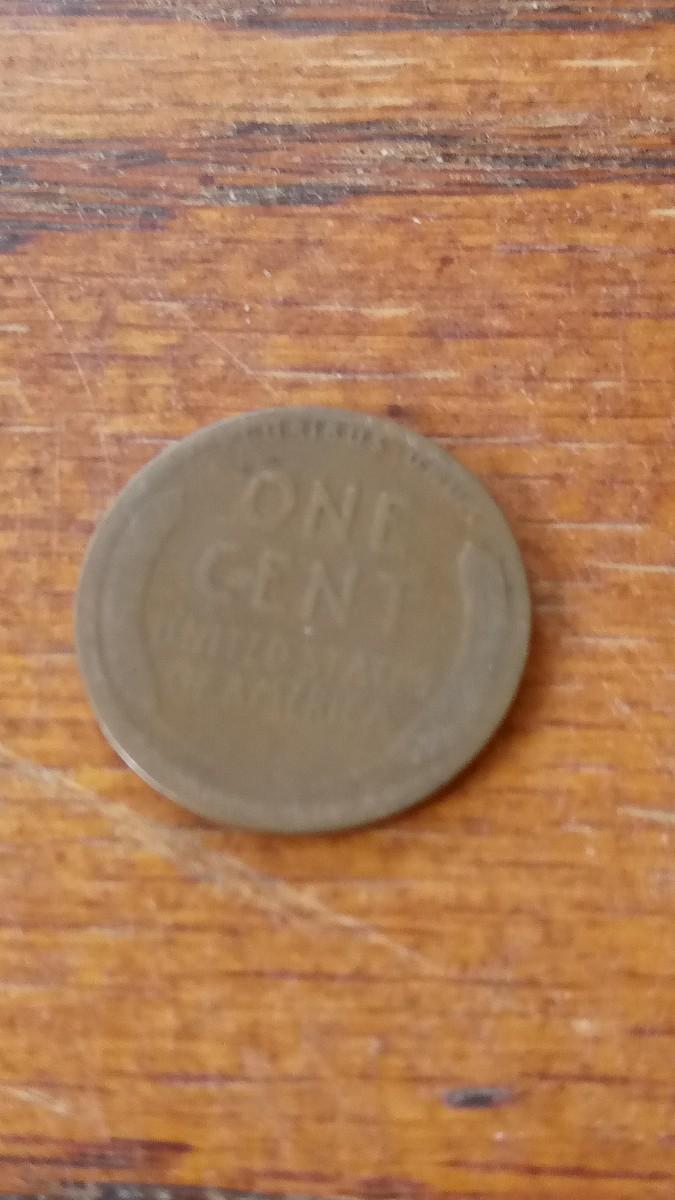 ONE
CENT
UNITED STATES
OF AMERICA